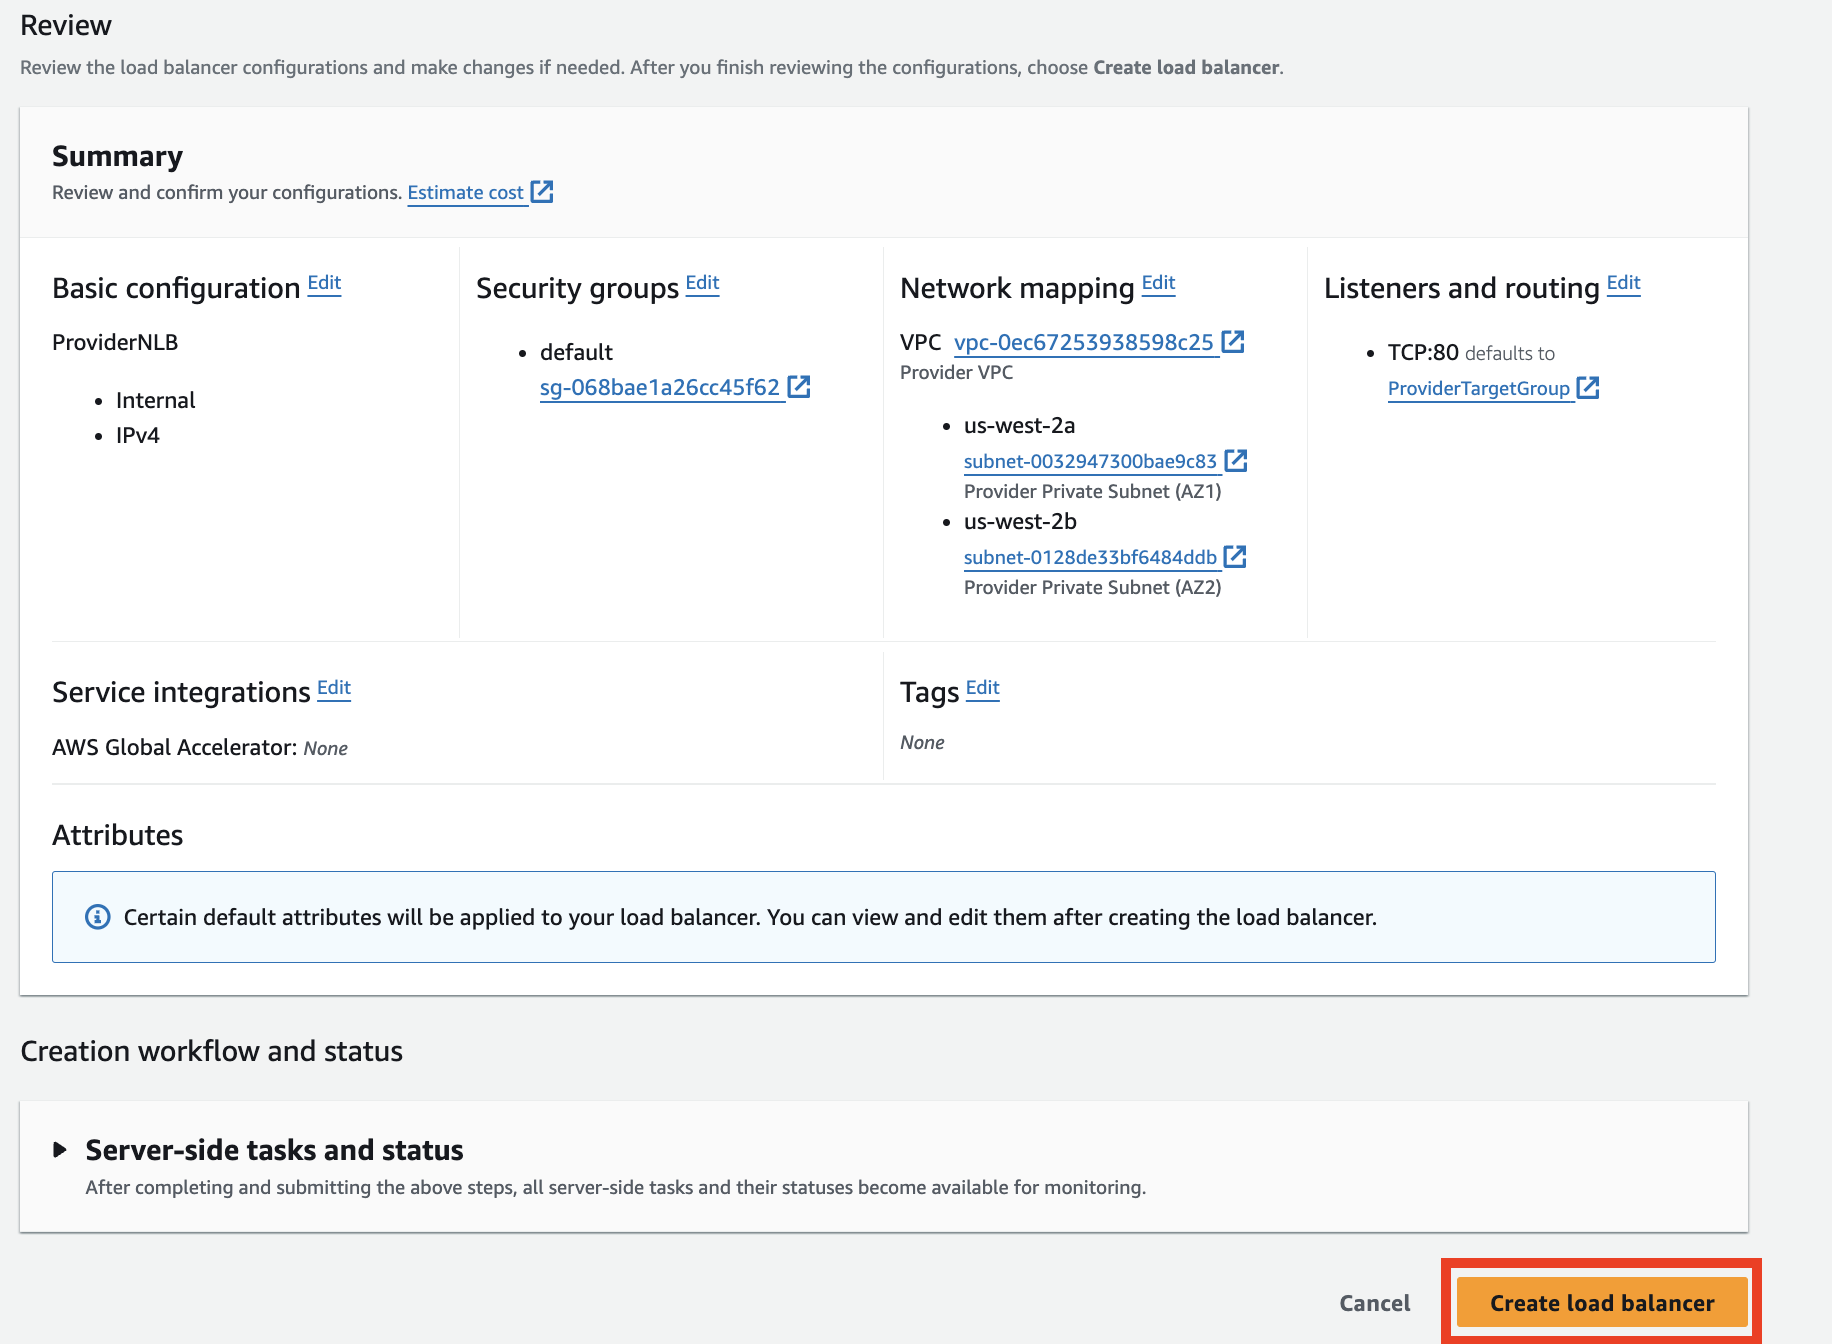 Review
Review the load balancer configurations and make changes if needed. After you finish reviewing the configurations, choose Create load balancer.
Summary
Review and confirm your configurations. Estimate cost
Basic configuration Edit
ProviderNLB
• Internal
• IPv4
Security groups Edit
• default
sg-068bae1a26cc45f62
Network mapping Edit
VPC vpc-0ec67253938598c25
Provider VPC
• us-west-2a
subnet-0032947300bae9c83
Provider Private Subnet (AZ1)
• us-west-2b
subnet-0128de33bf6484ddb
Provider Private Subnet (AZ2)
Listeners and routing Edit
• TCP:80 defaults to
ProviderTargetGroup
Service integrations Edit
AWS Global Accelerator: None
Tags Edit
None
Attributes
Certain default attributes will be applied to your load balancer. You can view and edit them after creating the load balancer.
Creation workflow and status
Server-side tasks and status
After completing and submitting the above steps, all server-side tasks and their statuses become available for monitoring.
Cancel
Create load balancer